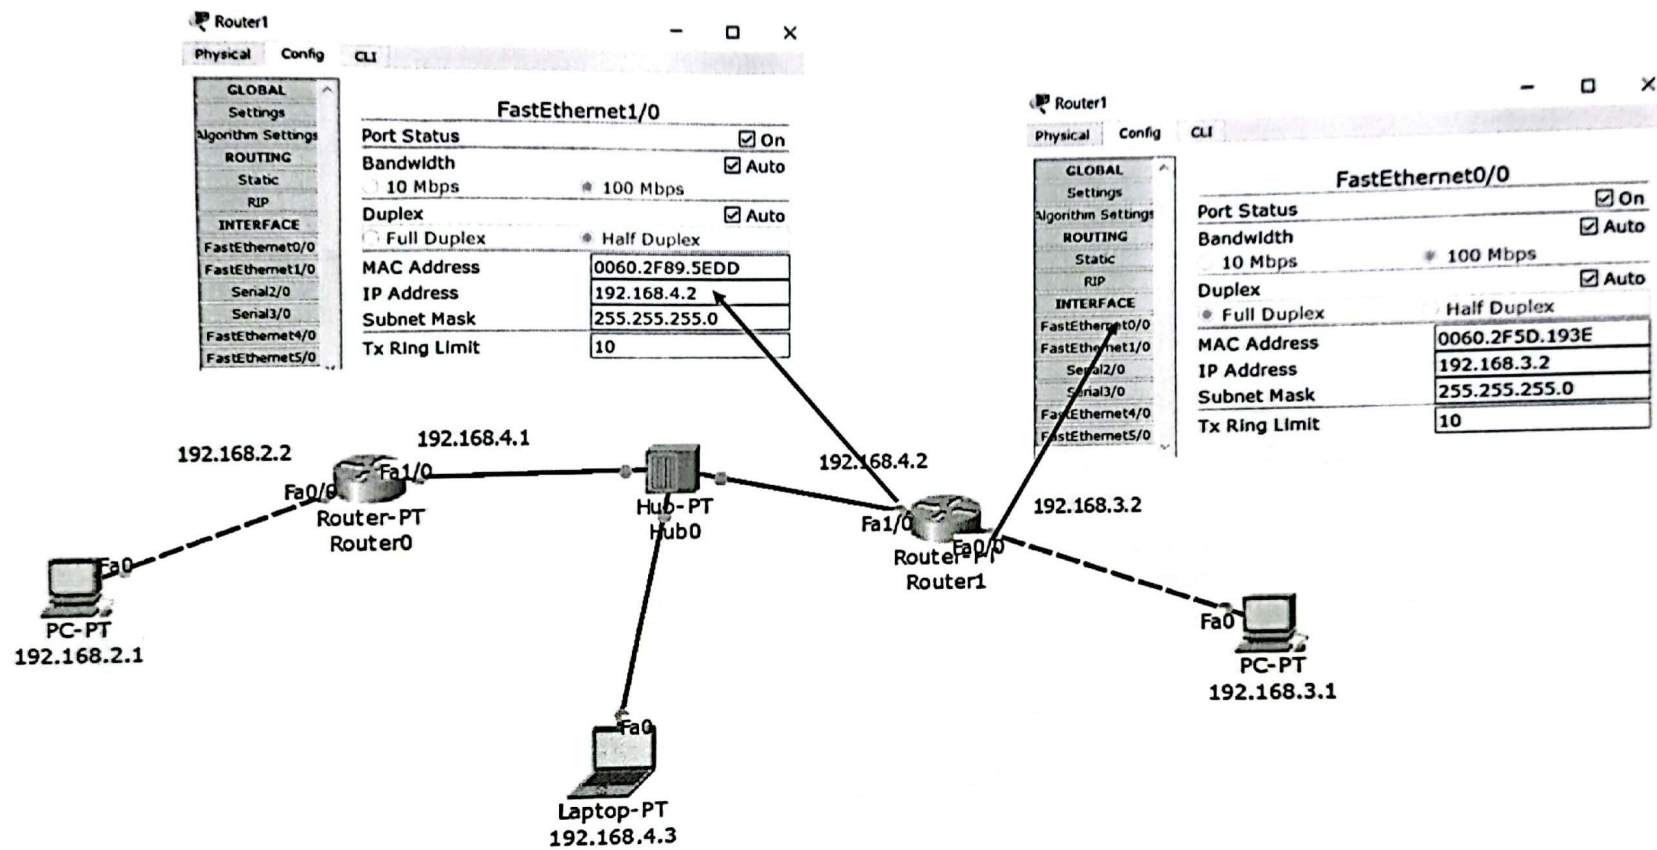 Router1
Physical Config CLI
GLOBAL
Settings
Algorithm Settings
ROUTING
Static
RIP
INTERFACE
FastEthernet0/0
FastEthernet1/0
Serial2/0
Serial3/0
FastEthernet4/0
FastEthernet5/0
FastEthernet1/0
Port Status On
Bandwidth Auto
10 Mbps 100 Mbps
Duplex Auto
Full Duplex Half Duplex
MAC Address 0060.2F89.5EDD
IP Address 192.168.4.2
Subnet Mask 255.255.255.0
Tx Ring Limit 10
Router1
Physical Config CLI
GLOBAL
Settings
Algorithm Settings
ROUTING
Static
RIP
INTERFACE
FastEthernet0/0
FastEthernet1/0
Serial2/0
Serial3/0
FastEthernet4/0
FastEthernet5/0
FastEthernet0/0
Port Status On
Bandwidth Auto
10 Mbps 100 Mbps
Duplex Auto
Full Duplex Half Duplex
MAC Address 0060.2F5D.193E
IP Address 192.168.3.2
Subnet Mask 255.255.255.0
Tx Ring Limit 10
192.168.2.2
192.168.4.1
Fa0/0
Fa1/0
Router-PT
Router0
Hub-PT
Hub0
192.168.4.2
192.168.3.2
Fa1/0
Fa0/0
Router-PT
Router1
Fa0
PC-PT
192.168.2.1
Fa0
PC-PT
192.168.3.1
Fa0
Laptop-PT
192.168.4.3